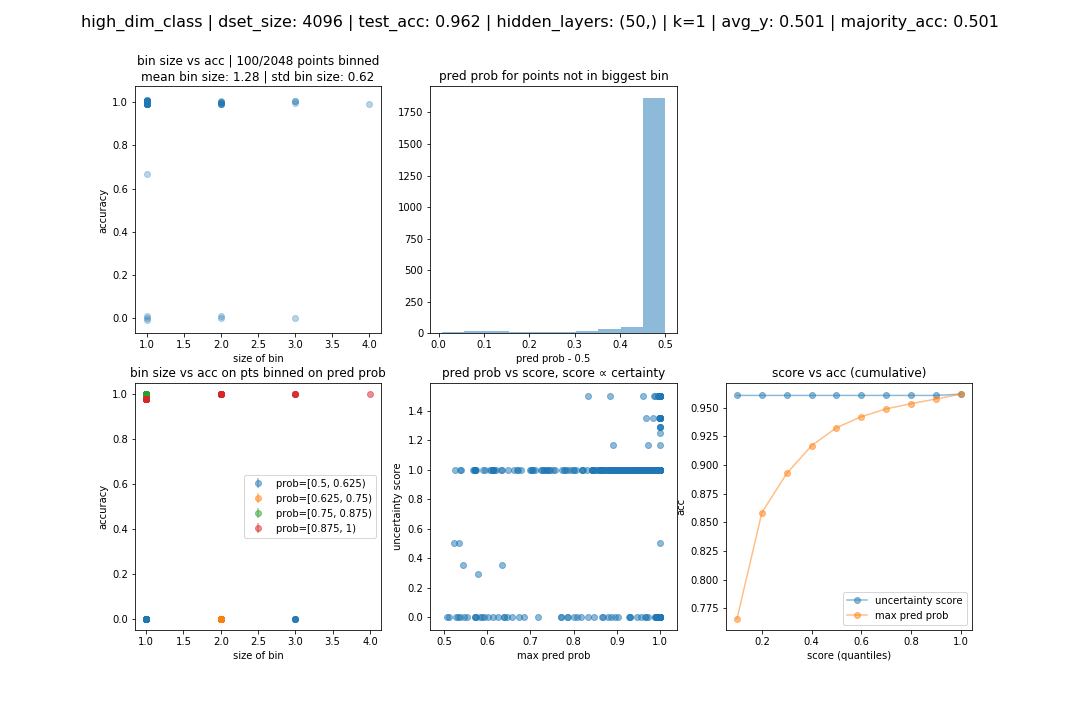 high_dim_class | dset_size: 4096 | test_acc: 0.962 | hidden_layers: (50,) | k=1 | avg_y: 0.501 | majority_acc: 0.501
bin size vs acc | 100/2048 points binned
mean bin size: 1.28 | std bin size: 0.62
1.0
0.8
0.6
0.4
0.2
0.0
accuracy
1.0 1.5 2.0 2.5 3.0 3.5 4.0
size of bin
pred prob for points not in biggest bin
1750
1500
1250
1000
750
500
250
0
0.0 0.1 0.2 0.3 0.4 0.5
pred prob - 0.5
bin size vs acc on pts binned on pred prob
1.0
0.8
0.6
0.4
0.2
0.0
accuracy
prob=[0.5, 0.625)
prob=[0.625, 0.75)
prob=[0.75, 0.875)
prob=[0.875, 1)
1.0 1.5 2.0 2.5 3.0 3.5 4.0
size of bin
pred prob vs score, score ∝ certainty
1.4
1.2
1.0
0.8
0.6
0.4
0.2
0.0
uncertainty score
0.5 0.6 0.7 0.8 0.9 1.0
max pred prob
score vs acc (cumulative)
0.950
0.925
0.900
0.875
0.850
0.825
0.800
0.775
acc
uncertainty score
max pred prob
0.2 0.4 0.6 0.8 1.0
score (quantiles)